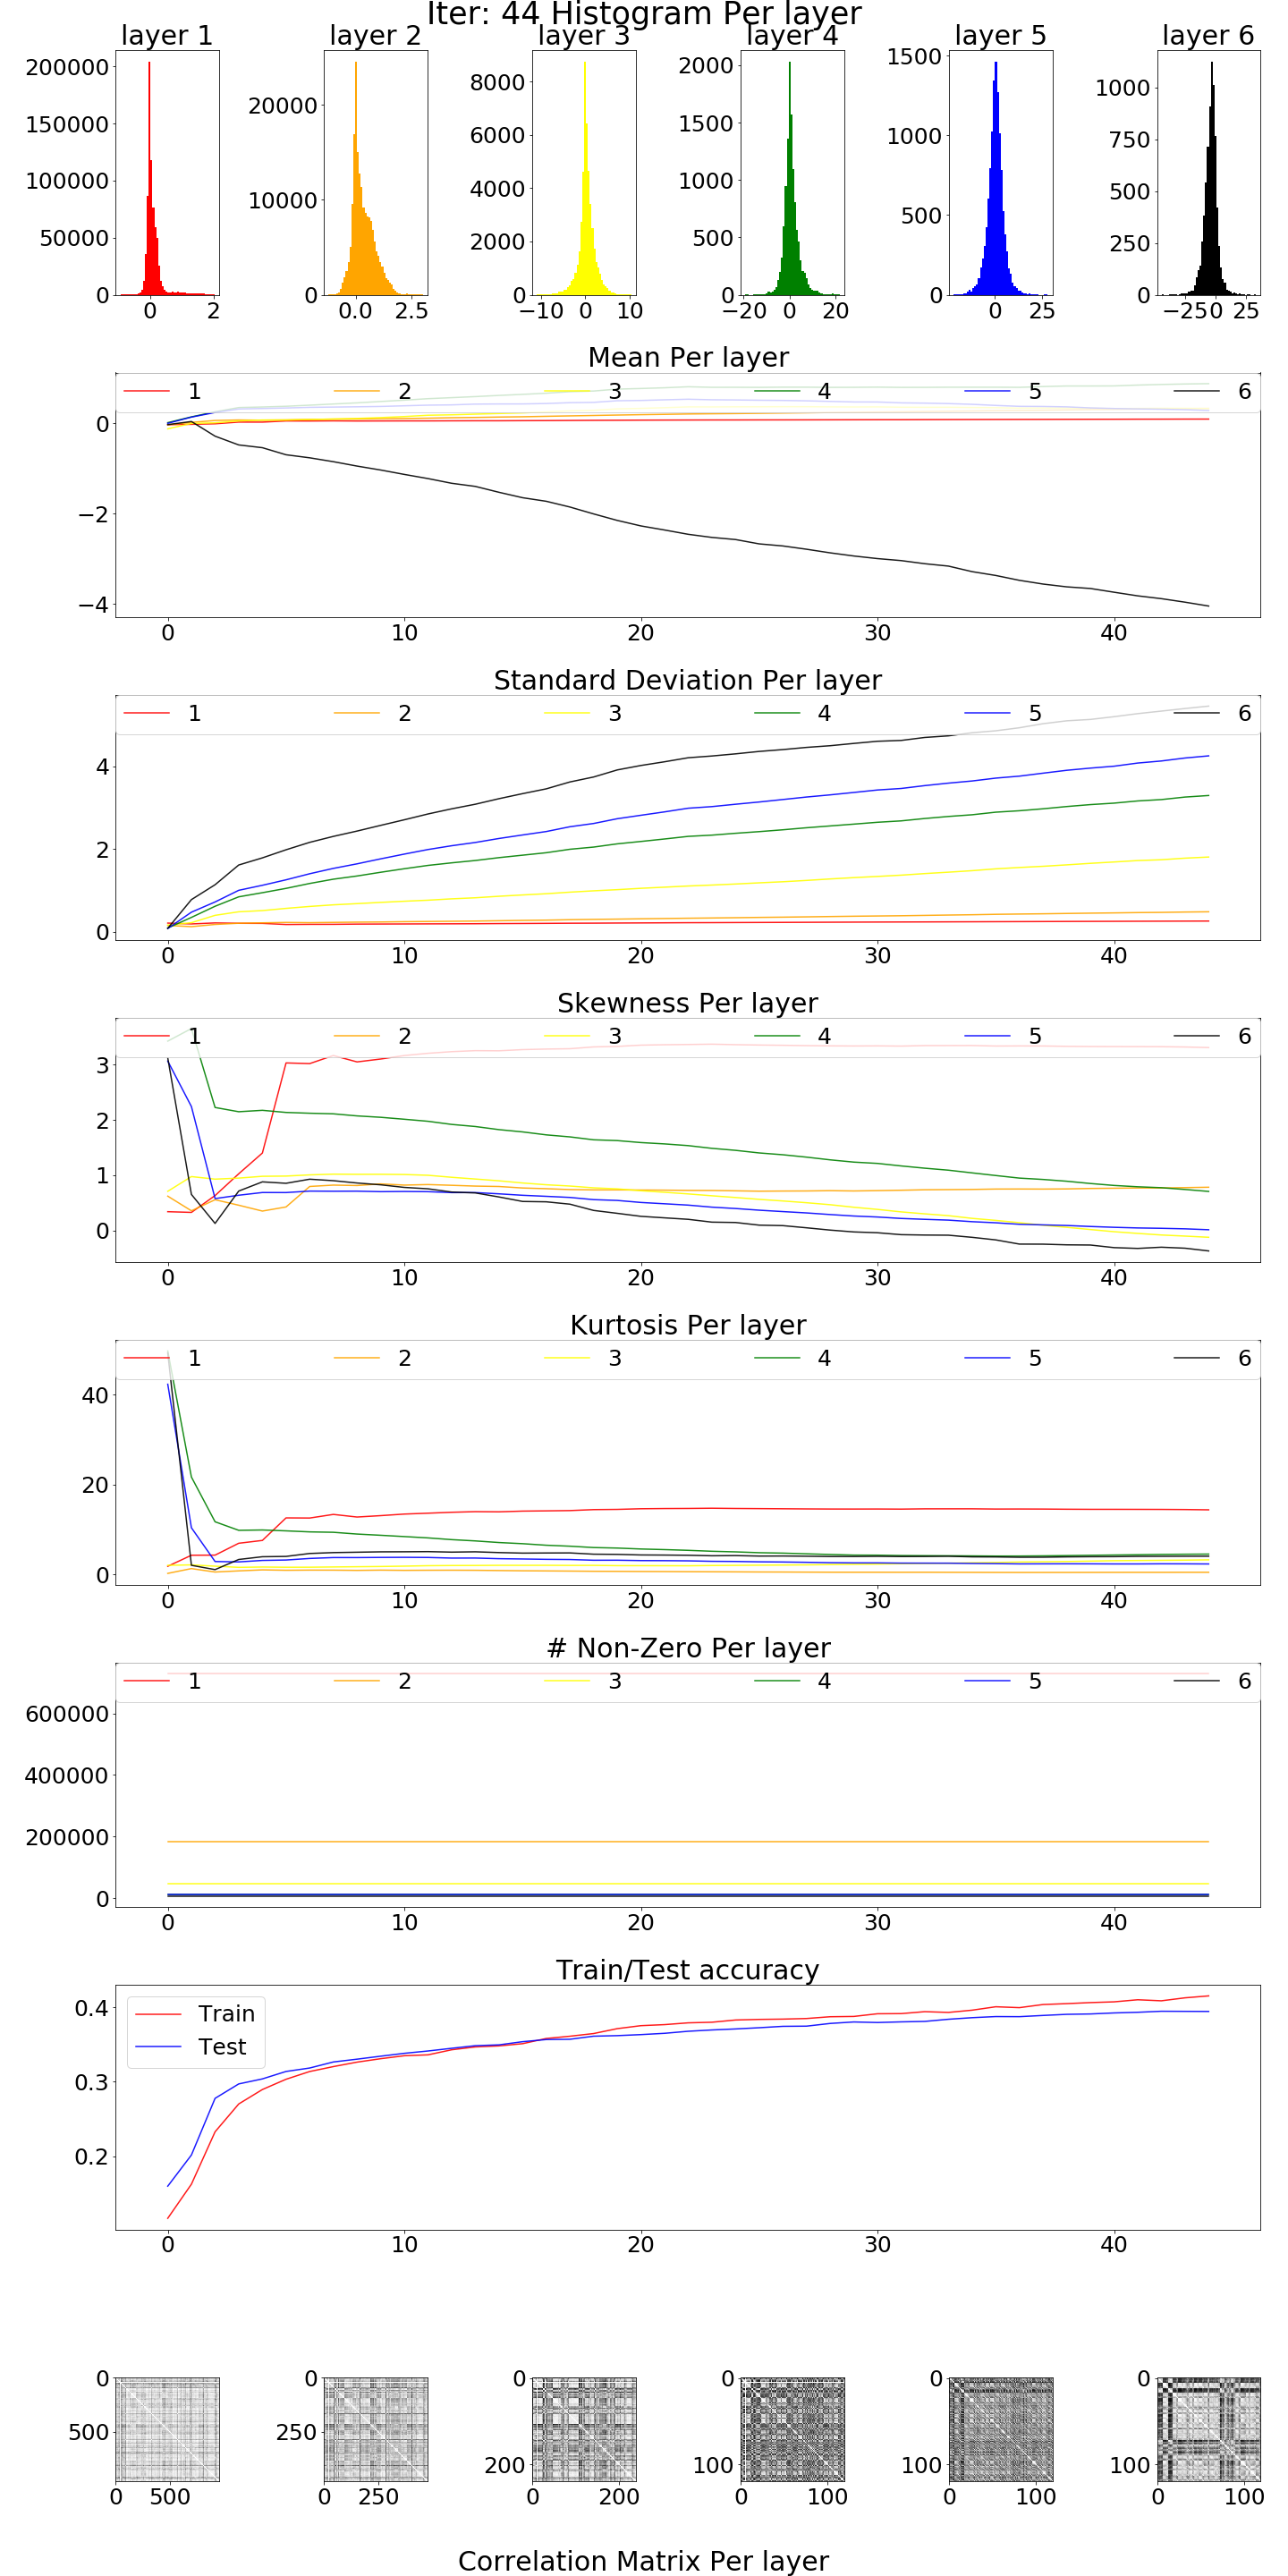 Iter: 44 Histogram Per layer
layer 1 layer 2 layer 3 layer 4 layer 5 layer 6
200000 150000 100000 50000 0
0 2
20000 10000 0
0.0 2.5
8000 6000 4000 2000 0
−10 0 10
2000 1500 1000 500 0
−20 0 20
1500 1000 500 0
0 25
1000 750 500 250 0
−25 0 25
Mean Per layer
1 2 3 4 5 6
0
−2
−4
0 10 20 30 40
Standard Deviation Per layer
1 2 3 4 5 6
4
2
0
0 10 20 30 40
Skewness Per layer
1 2 3 4 5 6
3
2
1
0
0 10 20 30 40
Kurtosis Per layer
1 2 3 4 5 6
40
20
0
0 10 20 30 40
# Non-Zero Per layer
1 2 3 4 5 6
600000
400000
200000
0
0 10 20 30 40
Train/Test accuracy
Train
Test
0.4
0.3
0.2
0 10 20 30 40
0 0 0 0 0 0
500 250 200 100 100 100
0 500 0 250 0 200 0 100 0 100 0 100
Correlation Matrix Per layer